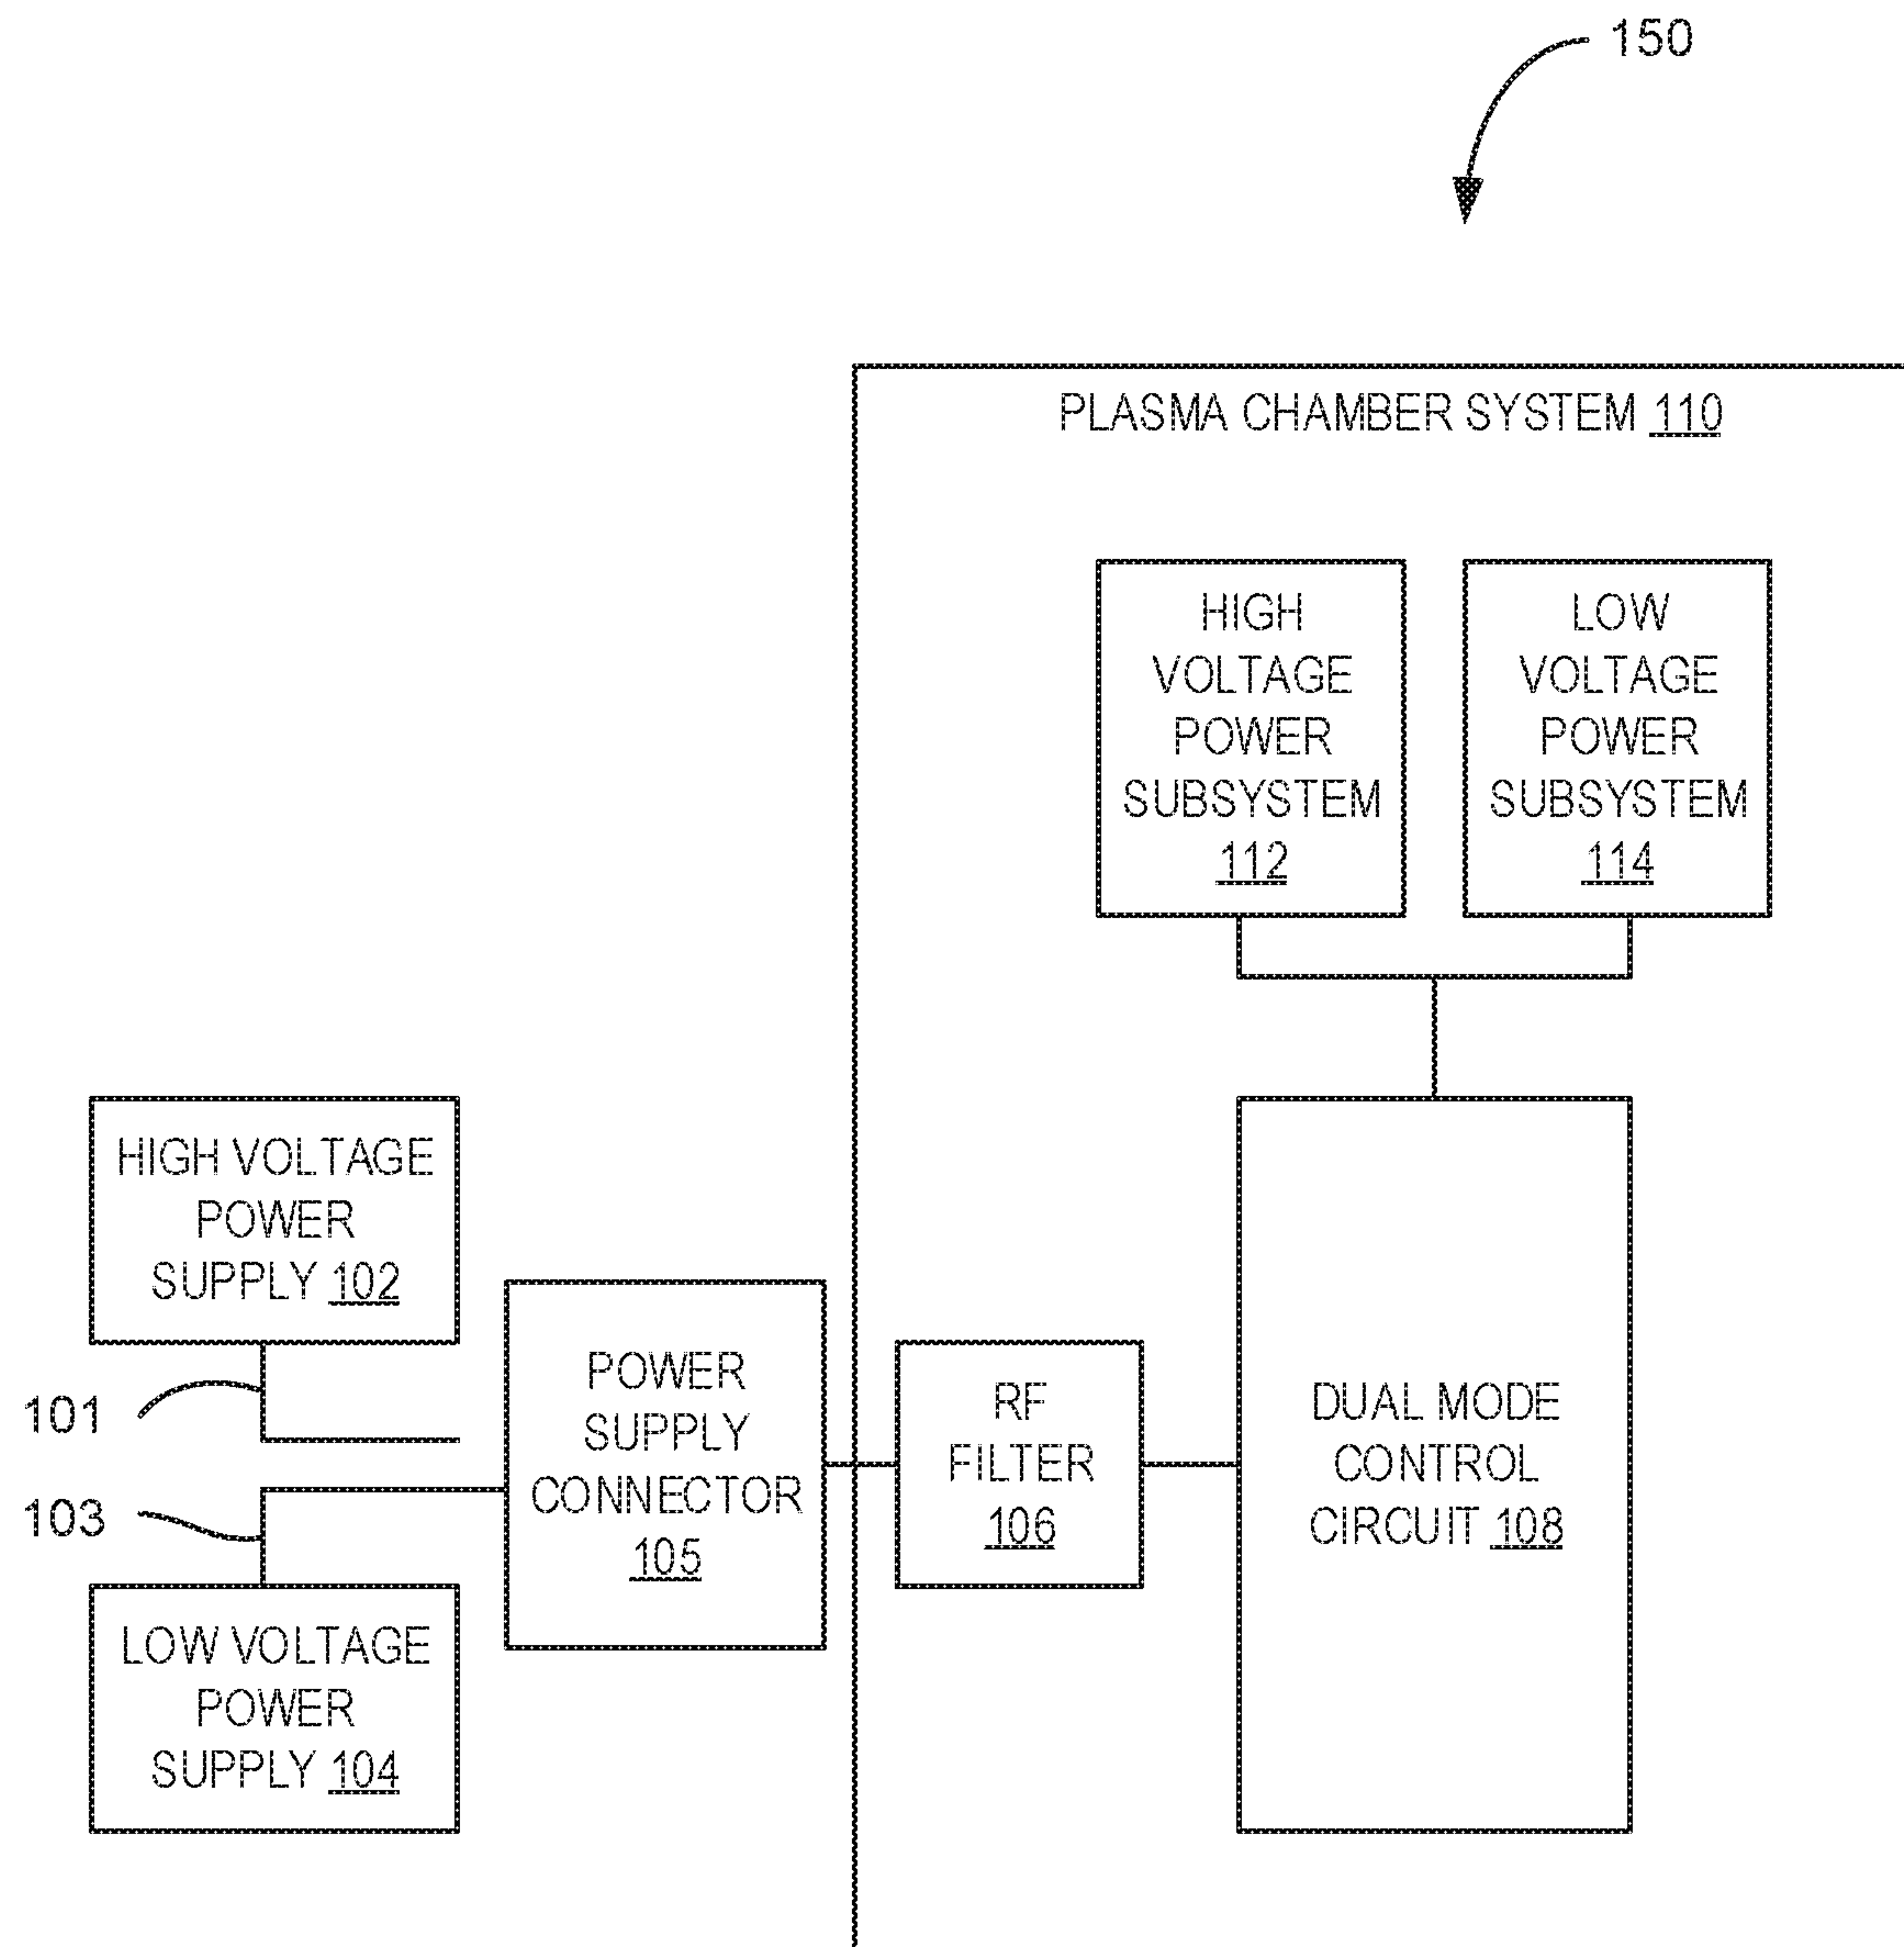 150
PLASMA CHAMBER SYSTEM 110
HIGH
VOLTAGE
POWER
SUBSYSTEM
112
LOW
VOLTAGE
POWER
SUBSYSTEM
114
HIGH VOLTAGE
POWER
SUPPLY 102
101
103
LOW VOLTAGE
POWER
SUPPLY 104
POWER
SUPPLY
CONNECTOR
105
RF
FILTER
106
DUAL MODE
CONTROL
CIRCUIT 108